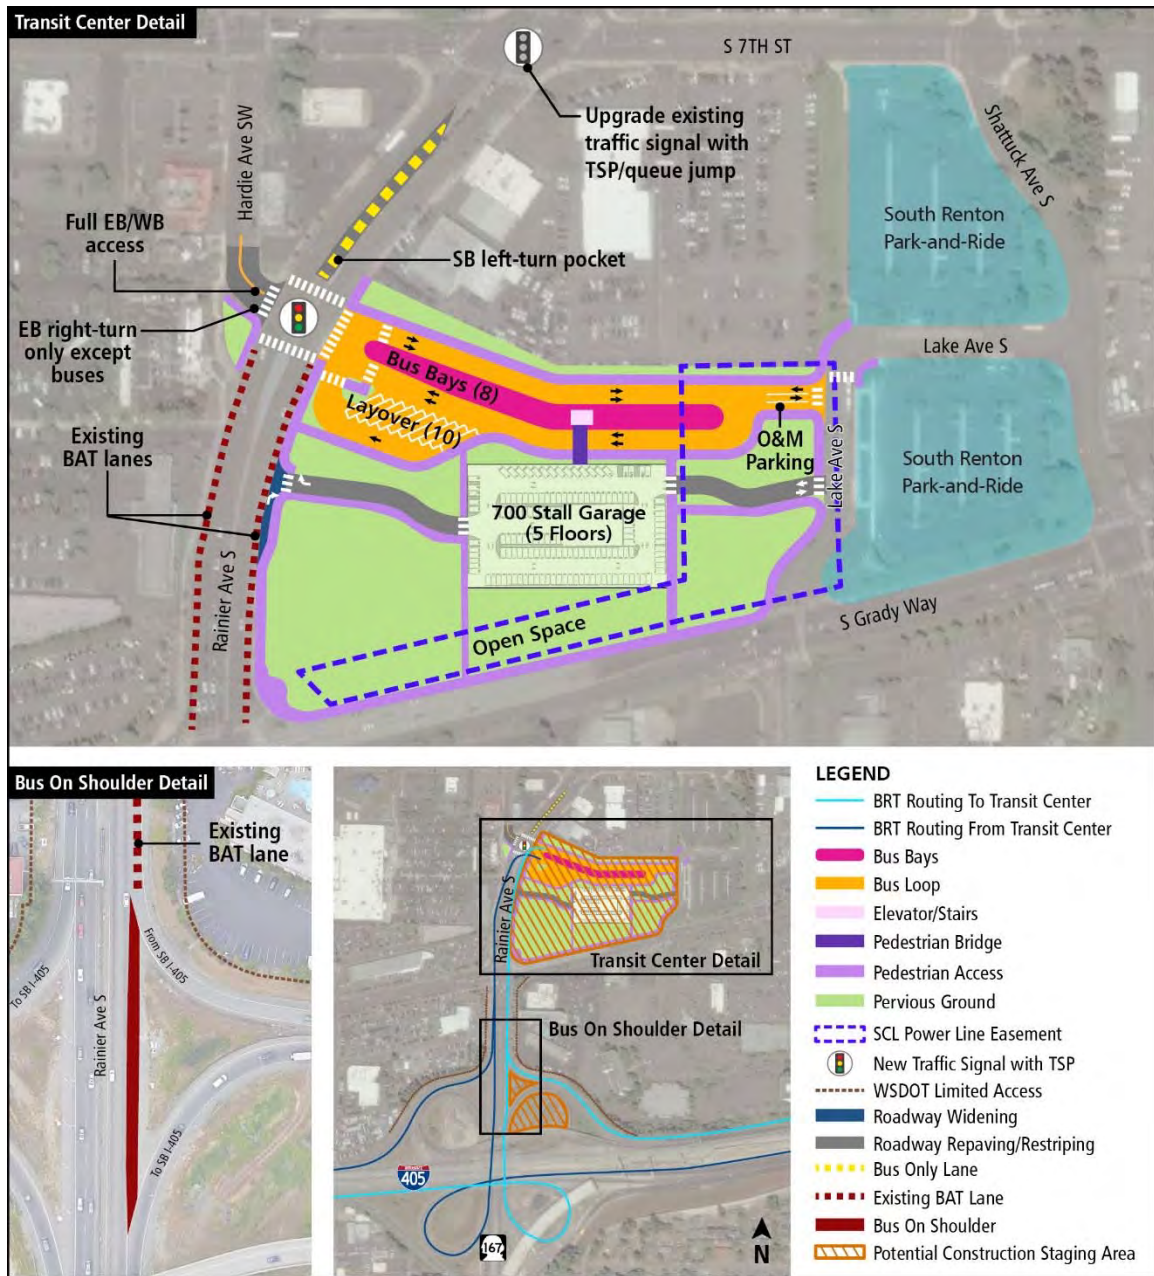 Transit Center Detail
S 7TH ST
Upgrade existing
traffic signal with
TSP/queue jump
Shattuck Ave S
Hardie Ave SW
Full EB/WB
access
SB left-turn pocket
South Renton
Park-and-Ride
EB right-turn
only except
buses
Lake Ave S
Bus Bays (8)
Layover (10)
O&M
Parking
Existing
BAT lanes
Lake Ave S
South Renton
Park-and-Ride
700 Stall Garage
(5 Floors)
Rainier Ave S
Open Space
S Grady Way
Bus On Shoulder Detail
Existing
BAT lane
From SB I-405
To SB I-405
Rainier Ave S
To SB I-405
Rainier Ave S
Transit Center Detail
Bus On Shoulder Detail
405
167
N
LEGEND
BRT Routing To Transit Center
BRT Routing From Transit Center
Bus Bays
Bus Loop
Elevator/Stairs
Pedestrian Bridge
Pedestrian Access
Pervious Ground
SCL Power Line Easement
New Traffic Signal with TSP
WSDOT Limited Access
Roadway Widening
Roadway Repaving/Restriping
Bus Only Lane
Existing BAT Lane
Bus On Shoulder
Potential Construction Staging Area